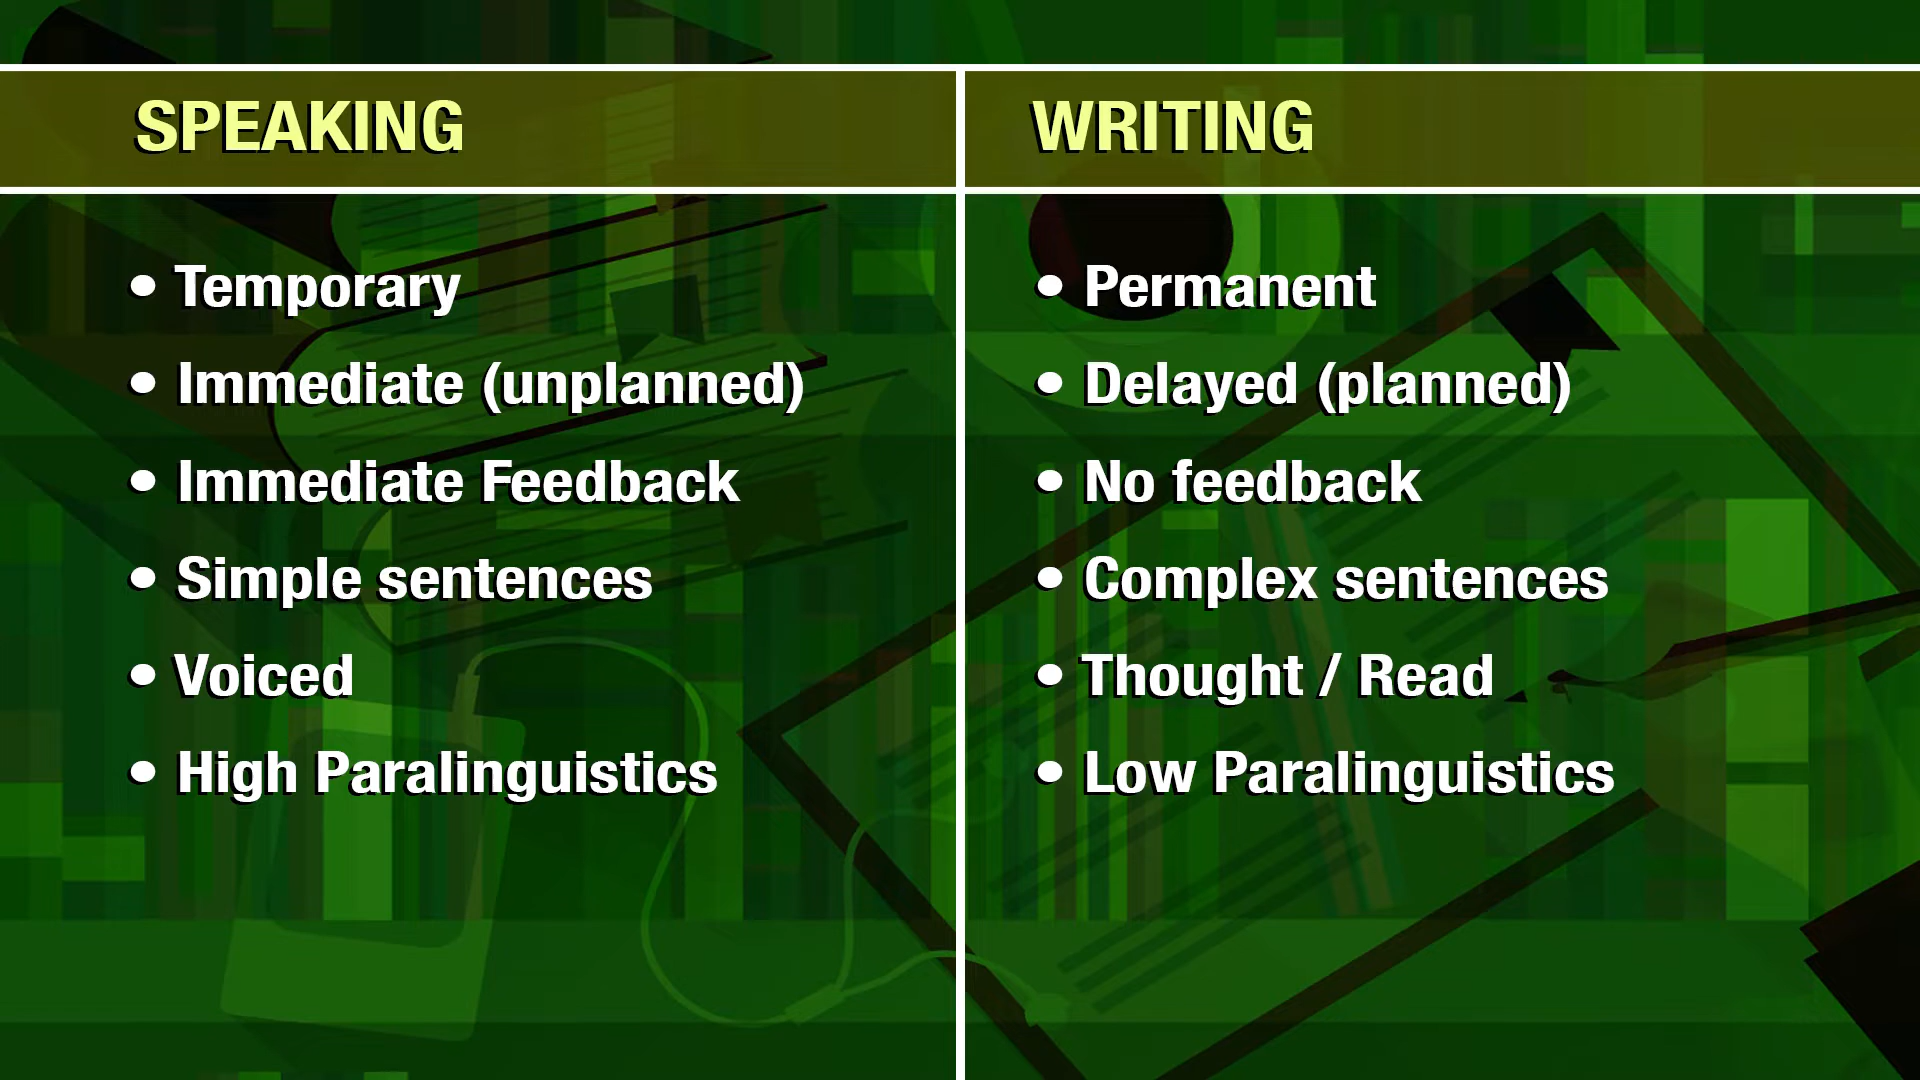 SPEAKING
• Temporary
• Immediate (unplanned)
• Immediate Feedback
• Simple sentences
• Voiced
• High Paralinguistics
WRITING
• Permanent
• Delayed (planned)
• No feedback
• Complex sentences
• Thought / Read
• Low Paralinguistics